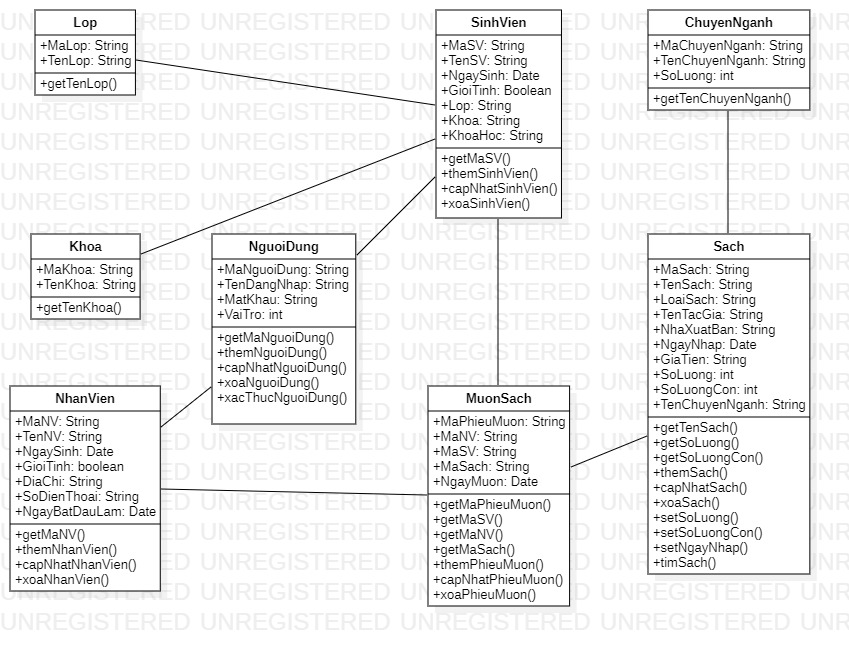 Lop
+MaLop: String
+TenLop: String
+getTenLop()
SinhVien
+MaSV: String
+TenSV: String
+NgaySinh: Date
+GioiTinh: Boolean
+Lop: String
+Khoa: String
+KhoaHoc: String
+getMaSV()
+themSinhVien()
+capNhatSinhVien()
+xoaSinhVien()
ChuyenNganh
+MaChuyenNganh: String
+TenChuyenNganh: String
+SoLuong: int
+getTenChuyenNganh()
Khoa
+MaKhoa: String
+TenKhoa: String
+getTenKhoa()
NguoiDung
+MaNguoiDung: String
+TenDangNhap: String
+MatKhau: String
+VaiTro: int
+getMaNguoiDung()
+themNguoiDung()
+capNhatNguoiDung()
+xoaNguoiDung()
+xacThucNguoiDung()
Sach
+MaSach: String
+TenSach: String
+LoaiSach: String
+TenTacGia: String
+NhaXuatBan: String
+NgayNhap: Date
+GiaTien: String
+SoLuong: int
+SoLuongCon: int
+TenChuyenNganh: String
+getTenSach()
+getSoLuong()
+getSoLuongCon()
+themSach()
+capNhatSach()
+xoaSach()
+setSoLuong()
+setSoLuongCon()
+setNgayNhap()
+timSach()
NhanVien
+MaNV: String
+TenNV: String
+NgaySinh: Date
+GioiTinh: boolean
+DiaChi: String
+SoDienThoai: String
+NgayBatDauLam: Date
+getMaNV()
+themNhanVien()
+capNhatNhanVien()
+xoaNhanVien()
MuonSach
+MaPhieuMuon: String
+MaNV: String
+MaSV: String
+MaSach: String
+NgayMuon: Date
+getMaPhieuMuon()
+getMaSV()
+getMaNV()
+getMaSach()
+themPhieuMuon()
+capNhatPhieuMuon()
+xoaPhieuMuon()
UNREGISTERED UNREGISTERED UNREGISTERED UNREGISTERED